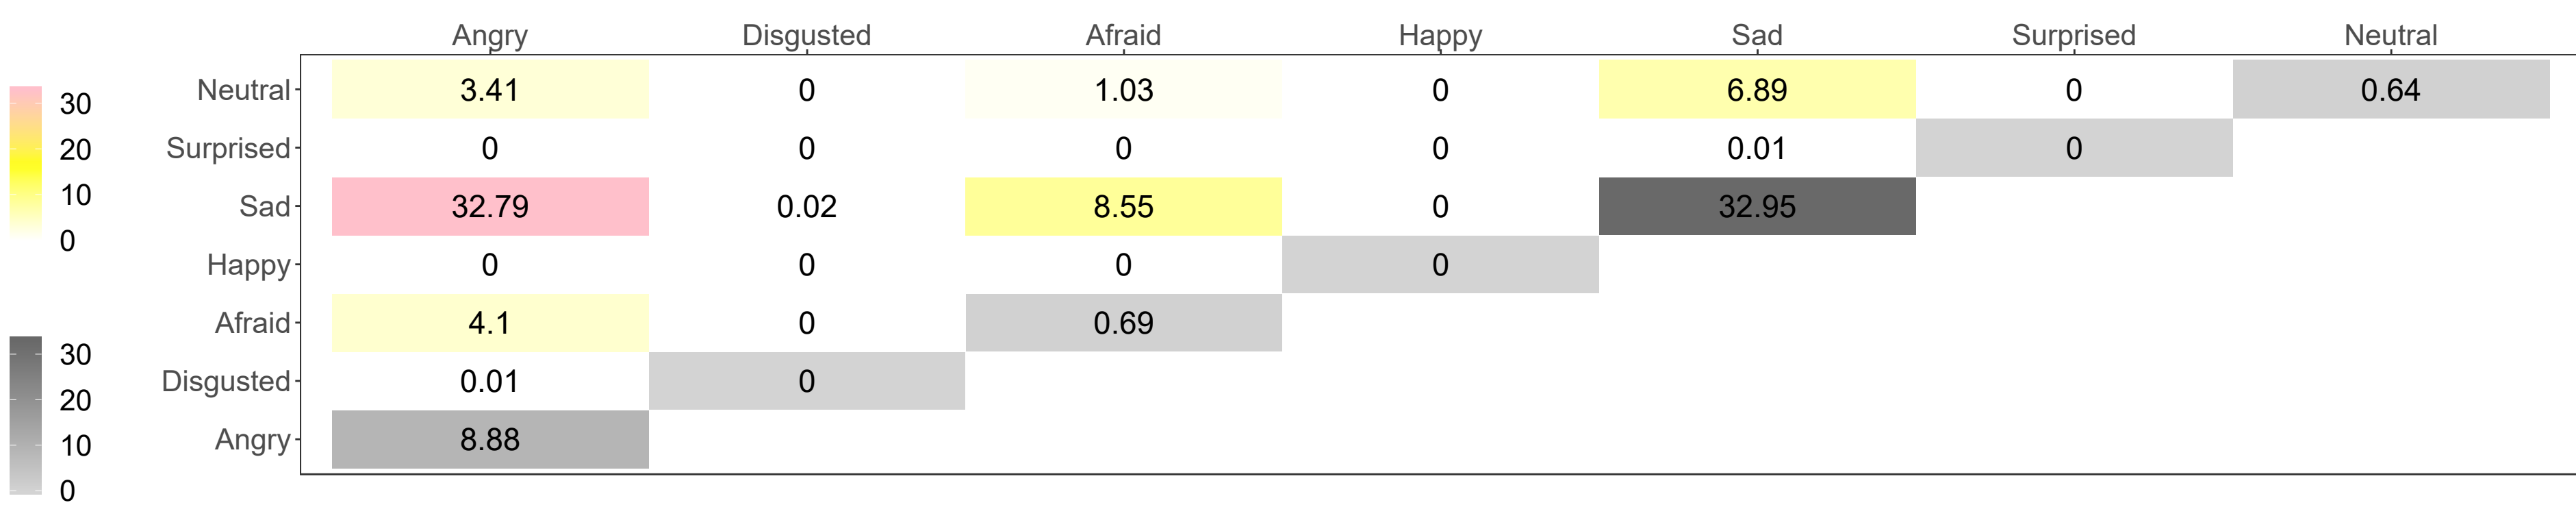 Angry Disgusted Afraid Happy Sad Surprised Neutral
Neutral 3.41 0 1.03 0 6.89 0 0.64
Surprised 0 0 0 0 0.01 0
Sad 32.79 0.02 8.55 0 32.95
Happy 0 0 0 0
Afraid 4.1 0 0.69
Disgusted 0.01 0
Angry 8.88
30
20
10
0
30
20
10
0